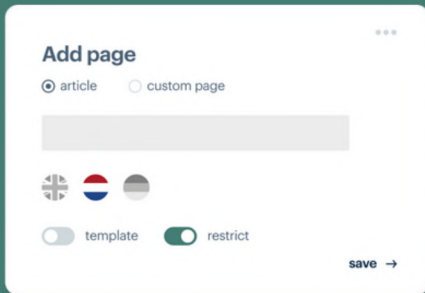 Add page
article custom page
template restrict
save →